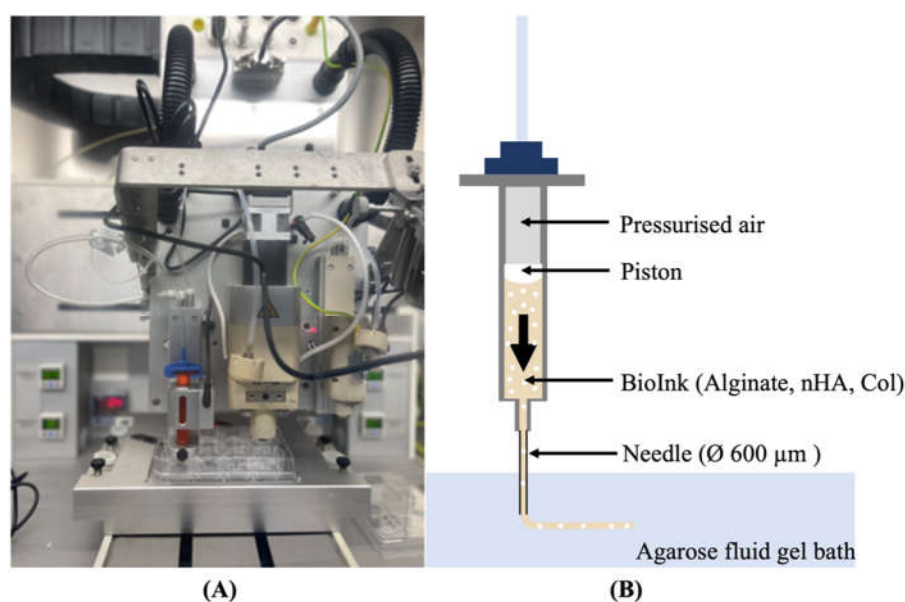 Pressurised air
Piston
BioInk (Alginate, nHA, Col)
Needle (Ø 600 µm )
Agarose fluid gel bath
(A)
(B)